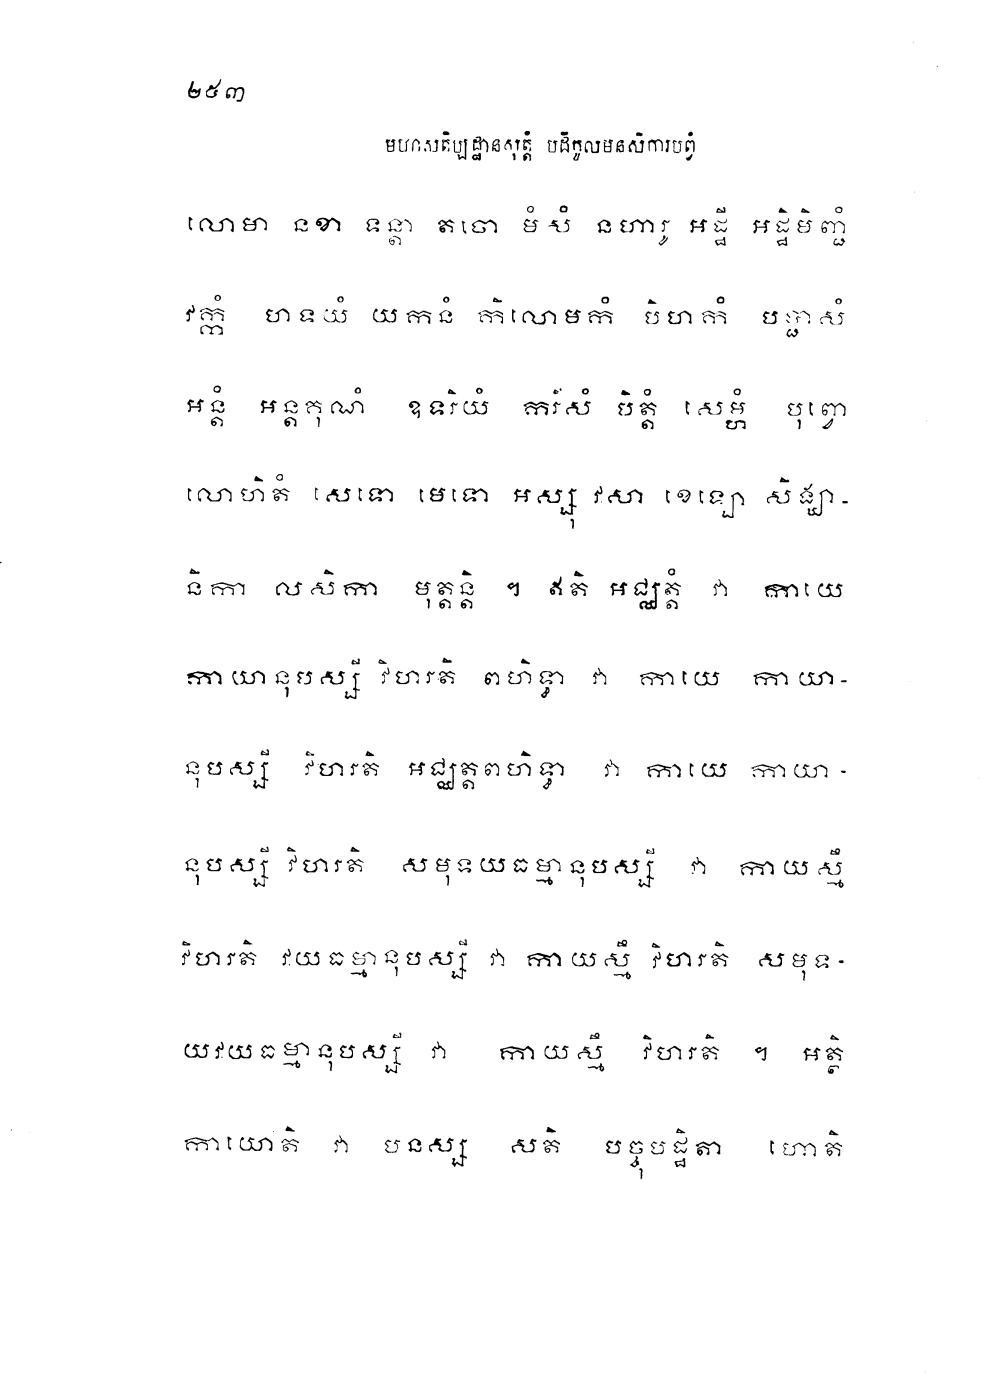 ២៥៣
មហាសតិប្បដ្ឋានសុត្តំ បដិកូលមនសិការបព្វំ
លោមា នខា ទន្តា តចោ មំសំ នហារូ អដ្ឋី អដ្ឋិមិញ្ជំ
វក្កំ ហទយំ យកនំ កិលោមកំ បិហកំ បប្ផាសំ
អន្តំ អន្តគុណំ ឧទរិយំ ករីសំ បិត្តំ សេម្ហំ បុព្វោ
លោហិតំ សេទោ មេទោ អស្សុ វសា ខេឡោ សិង្ឃា-
និកា លសិកា មុត្តន្តិ ។ ឥតិ អជ្ឈត្តំ វា កាយេ
កាយានុបស្សី វិហរតិ ពហិទ្ធា វា កាយេ កាយា-
នុបស្សី វិហរតិ អជ្ឈត្តពហិទ្ធា វា កាយេ កាយា-
នុបស្សី វិហរតិ សមុទយធម្មានុបស្សី វា កាយស្មឹ
វិហរតិ វយធម្មានុបស្សី វា កាយស្មឹ វិហរតិ សមុទ-
យវយធម្មានុបស្សី វា កាយស្មឹ វិហរតិ ។ អត្ថិ
កាយោតិ វា បនស្ស សតិ បច្ចុបដ្ឋិតា ហោតិ